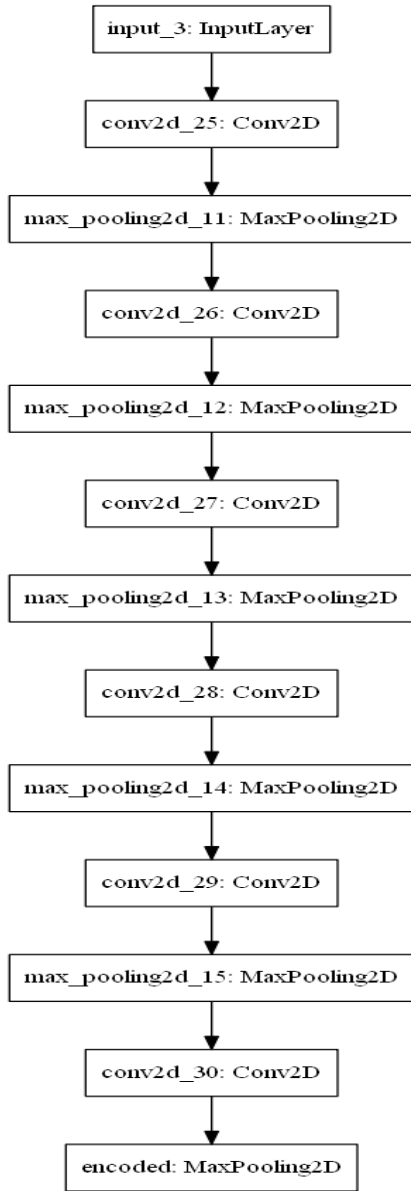 input_3: InputLayer
conv2d_25: Conv2D
max_pooling2d_11: MaxPooling2D
conv2d_26: Conv2D
max_pooling2d_12: MaxPooling2D
conv2d_27: Conv2D
max_pooling2d_13: MaxPooling2D
conv2d_28: Conv2D
max_pooling2d_14: MaxPooling2D
conv2d_29: Conv2D
max_pooling2d_15: MaxPooling2D
conv2d_30: Conv2D
encoded: MaxPooling2D